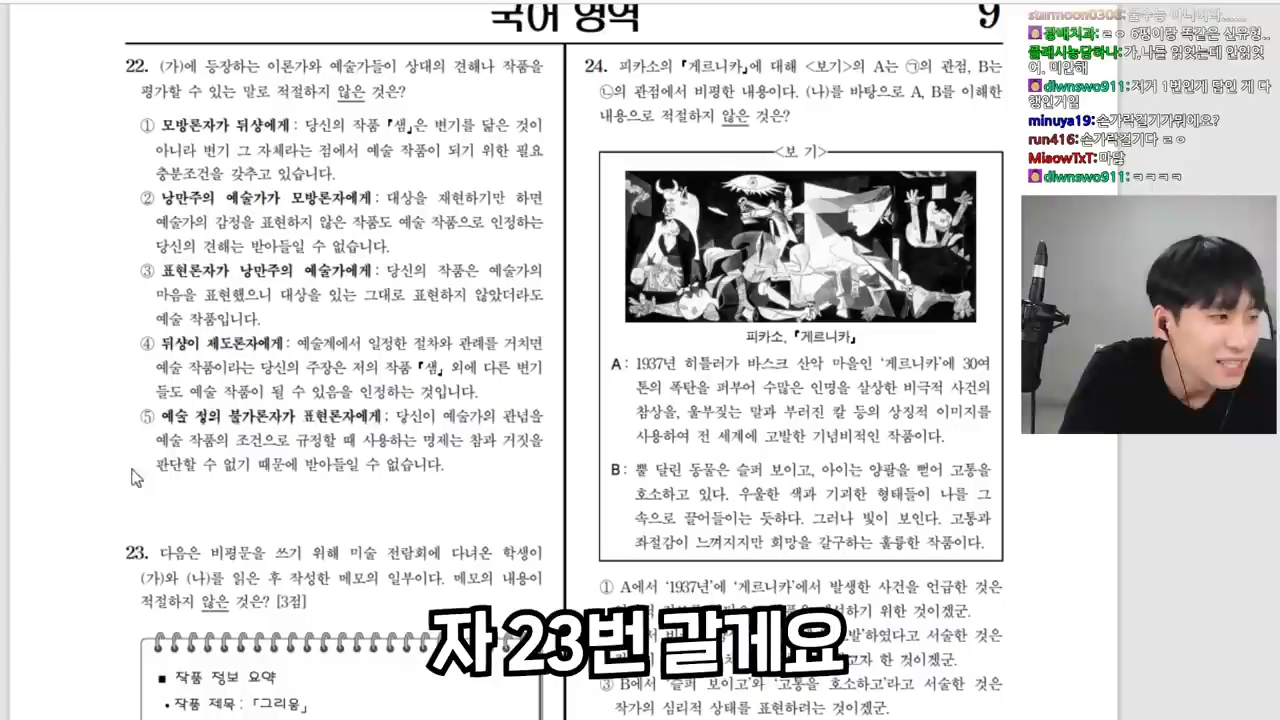 국어 영역
9
22. (가)에 등장하는 이론가와 예술가들이 상대의 견해나 작품을
평가할 수 있는 말로 적절하지 않은 것은?
① 모방론자가 뒤샹에게: 당신의 작품 『샘』은 변기를 닮은 것이
아니라 변기 그 자체라는 점에서 예술 작품이 되기 위한 필요
충분조건을 갖추고 있습니다.
② 낭만주의 예술가가 모방론자에게: 대상을 재현하기만 하면
예술가의 감정을 표현하지 않은 작품도 예술 작품으로 인정하는
당신의 견해는 받아들일 수 없습니다.
③ 표현론자가 낭만주의 예술가에게: 당신의 작품은 예술가의
마음을 표현했으니 대상을 있는 그대로 표현하지 않았더라도
예술 작품입니다.
④ 뒤샹이 제도론자에게: 예술계에서 일정한 절차와 관례를 거치면
예술 작품이라는 당신의 주장은 저의 작품 『샘』 외에 다른 변기
들도 예술 작품이 될 수 있음을 인정하는 것입니다.
⑤ 예술 정의 불가론자가 표현론자에게: 당신이 예술가의 관념을
예술 작품의 조건으로 규정할 때 사용하는 명제는 참과 거짓을
판단할 수 없기 때문에 받아들일 수 없습니다.
23. 다음은 비평문을 쓰기 위해 미술 전람회에 다녀온 학생이
(가)와 (나)를 읽은 후 작성한 메모의 일부이다. 메모의 내용이
적절하지 않은 것은? [3점]
■ 작품 정보 요약
• 작품 제목: 「그리움」
24. 피카소의 『게르니카』에 대해 <보기>의 A는 ㉠의 관점, B는
㉡의 관점에서 비평한 내용이다. (나)를 바탕으로 A, B를 이해한
내용으로 적절하지 않은 것은?
<보 기>
피카소, 『게르니카』
A: 1937년 히틀러가 바스크 산악 마을인 '게르니카'에 30여
톤의 폭탄을 퍼부어 수많은 인명을 살상한 비극적 사건의
참상을, 울부짖는 말과 부러진 칼 등의 상징적 이미지를
사용하여 전 세계에 고발한 기념비적인 작품이다.
B: 뿔 달린 동물은 슬퍼 보이고, 아이는 양팔을 뻗어 고통을
호소하고 있다. 우울한 색과 기괴한 형태들이 나를 그
속으로 끌어들이는 듯하다. 그러나 빛이 보인다. 고통과
좌절감이 느껴지지만 희망을 갈구하는 훌륭한 작품이다.
① A에서 '1937년'에 '게르니카'에서 발생한 사건을 언급한 것은
위한 것이겠군.
하였다고 서술한 것은
한 것이겠군.
③ B에서 '슬퍼 보이고'와 '고통을 호소하고'라고 서술한 것은
작가의 심리적 상태를 표현하려는 것이겠군.
자 23번 갈게요
starmoon0308:
광배치과: ㄹㅇ 6평이랑 똑같은 신유형..
플레시농담하나: 가,나를 읽었는데 안읽엇
어. 미안해
dlwnswo911: 저거 1번인게 달인 게 다
행인거임
minuya19: 손가락걸기가뭐에요?
run416: 손가락걸기다 ㄹㅇ
MiaowTxT: 마닳
dlwnswo911: ㅋㅋㅋㅋ